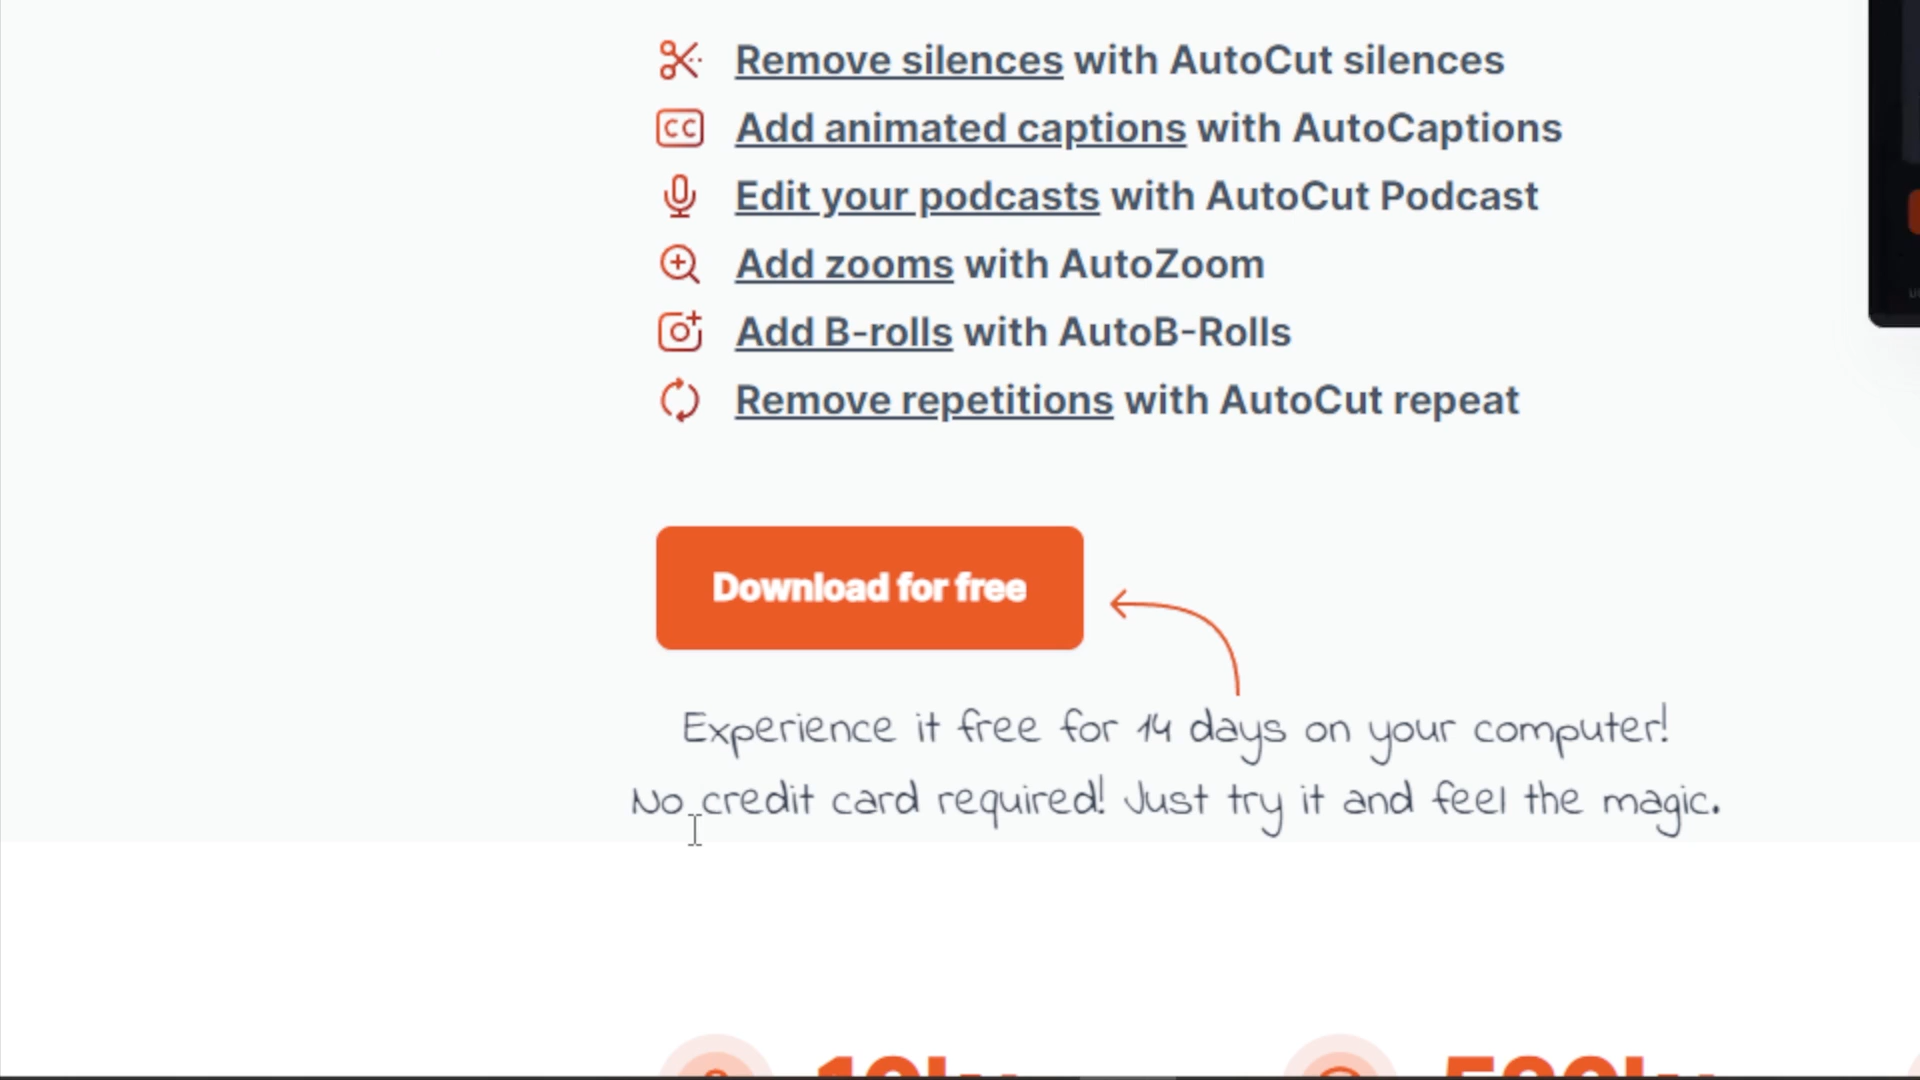 Remove silences with AutoCut silences
CC Add animated captions with AutoCaptions
Edit your podcasts with AutoCut Podcast
Add zooms with AutoZoom
Add B-rolls with AutoB-Rolls
Remove repetitions with AutoCut repeat
Download for free
Experience it free for 14 days on your computer!
No credit card required! Just try it and feel the magic.